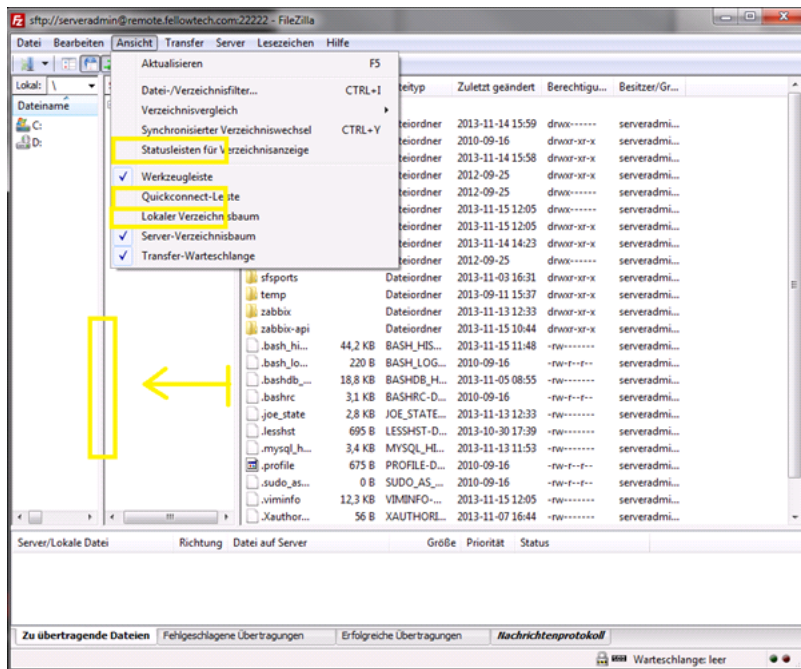 sftp://serveradmin@remote.fellowtech.com:22222 - FileZilla
Datei Bearbeiten Ansicht Transfer Server Lesezeichen Hilfe
Aktualisieren F5
Datei-/Verzeichnisfilter... CTRL+I
Verzeichnisvergleich
Synchronisierter Verzeichniswechsel CTRL+Y
Statusleisten für Verzeichnisanzeige
Werkzeugleiste
Quickconnect-Leiste
Lokaler Verzeichnisbaum
Server-Verzeichnisbaum
Transfer-Warteschlange
Lokal: \
Dateiname
C:
D:
teityp Zuletzt geändert Berechtigu... Besitzer/Gr...
teiordner 2013-11-14 15:59 drwx------ serveradmi...
teiordner 2010-09-16 drwxr-xr-x serveradmi...
teiordner 2013-11-14 15:58 drwx------ serveradmi...
teiordner 2012-09-25 drwxr-xr-x serveradmi...
teiordner 2012-09-25 drwx------ serveradmi...
teiordner 2013-11-15 12:05 drwx------ serveradmi...
teiordner 2013-11-15 12:05 drwxr-xr-x serveradmi...
teiordner 2013-11-14 14:23 drwxr-xr-x serveradmi...
teiordner 2012-09-25 drwx------ serveradmi...
sfsports Dateiordner 2013-11-03 16:31 drwxr-xr-x serveradmi...
temp Dateiordner 2013-09-11 15:37 drwxr-xr-x serveradmi...
zabbix Dateiordner 2013-11-13 12:33 drwxr-xr-x serveradmi...
zabbix-api Dateiordner 2013-11-15 10:44 drwxr-xr-x serveradmi...
.bash_hi... 44,2 KB BASH_HIS... 2013-11-15 11:48 -rw------- serveradmi...
.bash_lo... 220 B BASH_LOG... 2010-09-16 -rw-r--r-- serveradmi...
.bashdb_... 18,8 KB BASHDB_H... 2013-11-05 08:55 -rw------- serveradmi...
.bashrc 3,1 KB BASHRC-D... 2010-09-16 -rw-r--r-- serveradmi...
.joe_state 2,8 KB JOE_STATE... 2013-11-13 12:33 -rw------- serveradmi...
.lesshst 695 B LESSHST-D... 2013-10-30 17:39 -rw------- serveradmi...
.mysql_h... 3,4 KB MYSQL_HI... 2013-11-13 11:53 -rw------- serveradmi...
.profile 675 B PROFILE-D... 2010-09-16 -rw-r--r-- serveradmi...
.sudo_as... 0 B SUDO_AS_... 2010-09-16 -rw-r--r-- serveradmi...
.viminfo 12,3 KB VIMINFO-... 2013-11-15 12:05 -rw------- serveradmi...
.Xauthor... 56 B XAUTHORI... 2013-11-07 16:44 -rw------- serveradmi...
Server/Lokale Datei Richtung Datei auf Server Größe Priorität Status
Zu übertragende Dateien Fehlgeschlagene Übertragungen Erfolgreiche Übertragungen Nachrichtenprotokoll
Warteschlange: leer